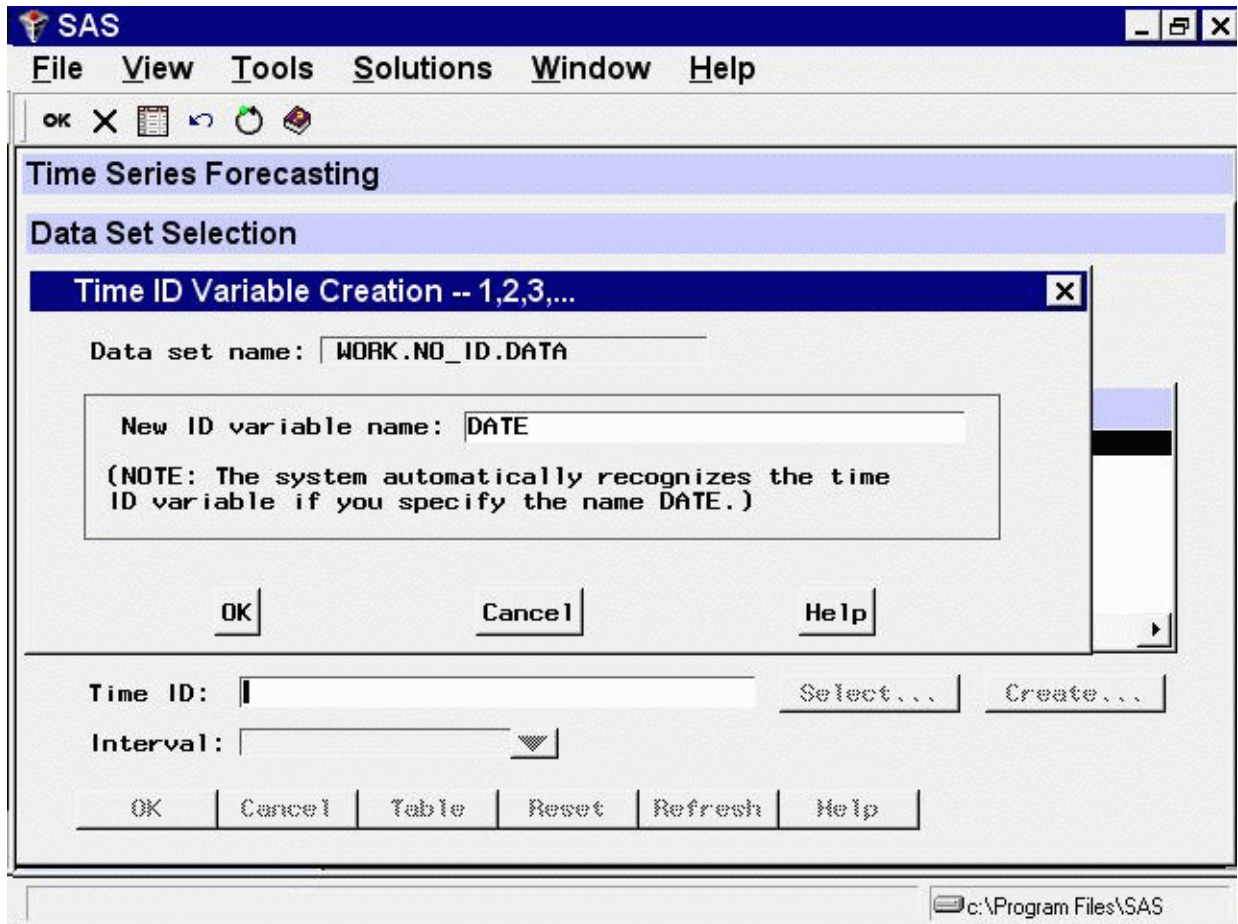 SAS
File View Tools Solutions Window Help
OK
Time Series Forecasting
Data Set Selection
Time ID Variable Creation -- 1,2,3,...
Data set name: WORK.NO_ID.DATA
New ID variable name: DATE
(NOTE: The system automatically recognizes the time
ID variable if you specify the name DATE.)
OK Cancel Help
Time ID: Select... Create...
Interval:
OK Cancel Table Reset Refresh Help
c:\Program Files\SAS